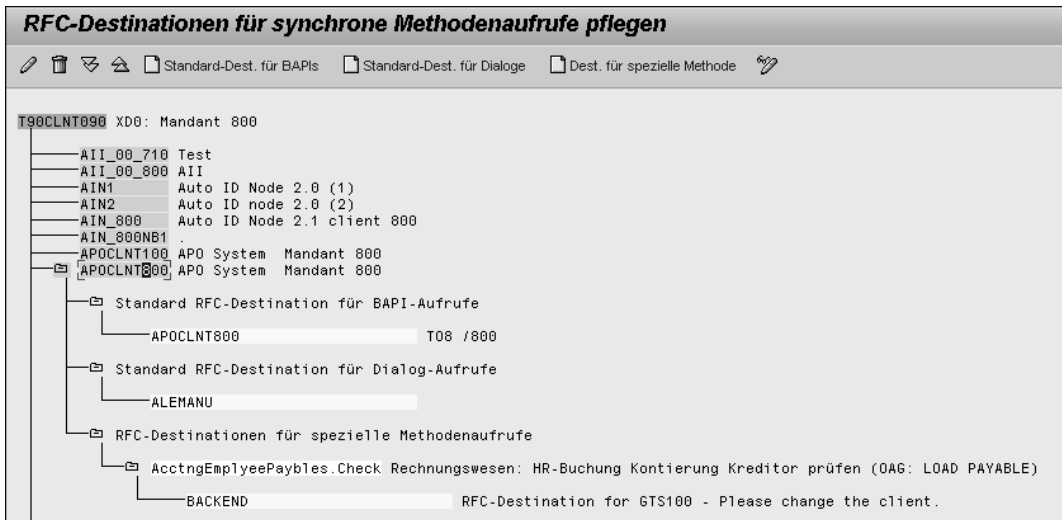 RFC-Destinationen für synchrone Methodenaufrufe pflegen
Standard-Dest. für BAPIs Standard-Dest. für Dialoge Dest. für spezielle Methode
T90CLNT090 XD0: Mandant 800
AII_00_710 Test
AII_00_800 AII
AIN1 Auto ID Node 2.0 (1)
AIN2 Auto ID node 2.0 (2)
AIN_800 Auto ID Node 2.1 client 800
AIN_800NB1 .
APOCLNT100 APO System Mandant 800
APOCLNT800 APO System Mandant 800
Standard RFC-Destination für BAPI-Aufrufe
APOCLNT800 T08 /800
Standard RFC-Destination für Dialog-Aufrufe
ALEMANU
RFC-Destinationen für spezielle Methodenaufrufe
AcctngEmplyeePaybles.Check Rechnungswesen: HR-Buchung Kontierung Kreditor prüfen (OAG: LOAD PAYABLE)
BACKEND RFC-Destination for GTS100 - Please change the client.